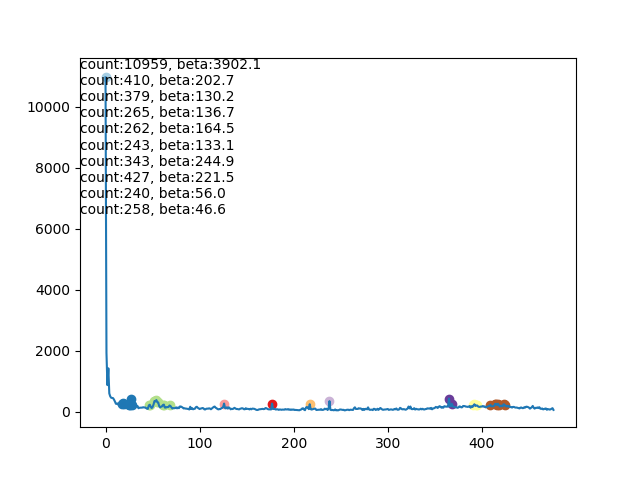 count:10959, beta:3902.1
count:410, beta:202.7
count:379, beta:130.2
count:265, beta:136.7
count:262, beta:164.5
count:243, beta:133.1
count:343, beta:244.9
count:427, beta:221.5
count:240, beta:56.0
count:258, beta:46.6
10000
8000
6000
4000
2000
0
0 100 200 300 400